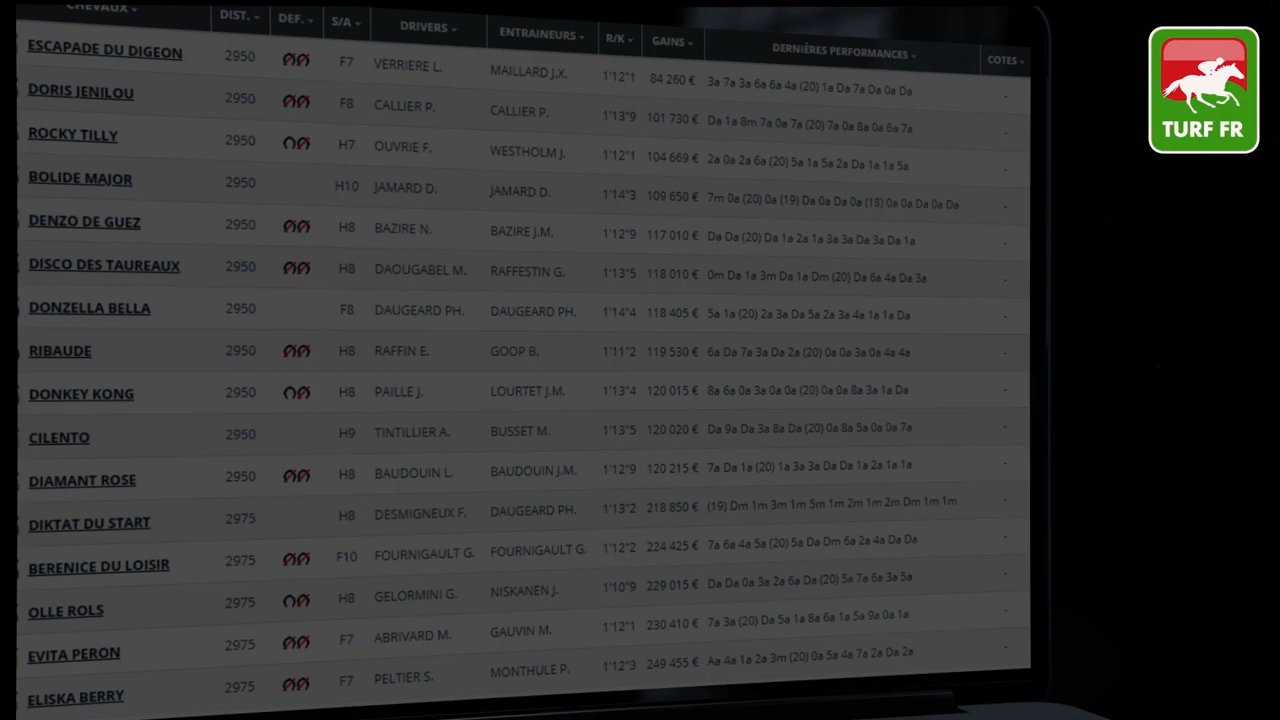 CHEVAUX DIST. DEF. S/A DRIVERS ENTRAINEURS R/K GAINS DERNIÈRES PERFORMANCES COTES
ESCAPADE DU DIGEON 2950 F7 VERRIERE L. MAILLARD J.X. 1'12"1 84 260 € 3a 7a 3a 6a 6a 4a (20) 1a Da 7a Da 0a Da -
DORIS JENILOU 2950 F8 CALLIER P. CALLIER P. 1'13"9 101 730 € Da 1a 8m 7a 0a 7a (20) 7a 0a 8a 0a 6a 7a -
ROCKY TILLY 2950 H7 OUVRIE F. WESTHOLM J. 1'12"1 104 669 € 2a 0a 2a 6a (20) 5a 1a 5a 2a Da 1a 1a 5a -
BOLIDE MAJOR 2950 H10 JAMARD D. JAMARD D. 1'14"3 109 650 € 7m 0a (20) 0a (19) Da 0a Da 0a (18) 0a 0a Da 0a Da -
DENZO DE GUEZ 2950 H8 BAZIRE N. BAZIRE J.M. 1'12"9 117 010 € Da Da (20) Da 1a 2a 1a 3a 3a Da 3a Da 1a -
DISCO DES TAUREAUX 2950 H8 DAOUGABEL M. RAFFESTIN G. 1'13"5 118 010 € 0m Da 1a 3m Da 1a Dm (20) Da 6a 4a Da 3a -
DONZELLA BELLA 2950 F8 DAUGEARD PH. DAUGEARD PH. 1'14"4 118 405 € 5a 1a (20) 2a 3a Da 5a 2a 3a 4a 1a 1a Da -
RIBAUDE 2950 H8 RAFFIN E. GOOP B. 1'11"2 119 530 € 6a Da 7a 3a Da 2a (20) 0a 0a 3a 0a 4a 4a -
DONKEY KONG 2950 H8 PAILLE J. LOURTET J.M. 1'13"4 120 015 € 8a 6a 0a 3a 0a 0a (20) 0a 0a 8a 3a 1a Da -
CILENTO 2950 H9 TINTILLIER A. BUSSET M. 1'13"5 120 020 € Da 9a Da 3a 8a Da (20) 0a 8a 5a 0a 0a 7a -
DIAMANT ROSE 2950 H8 BAUDOUIN L. BAUDOUIN J.M. 1'12"9 120 215 € 7a Da 1a (20) 1a 3a 3a Da Da 1a 2a 1a 1a -
DIKTAT DU START 2975 H8 DESMIGNEUX F. DAUGEARD PH. 1'13"2 218 850 € (19) Dm 1m 3m 1m 5m 1m 2m 1m 2m Dm 1m 1m -
BERENICE DU LOISIR 2975 F10 FOURNIGAULT G. FOURNIGAULT G. 1'12"2 224 425 € 7a 6a 4a 5a (20) 5a Da Dm 6a 2a 4a Da Da -
OLLE ROLS 2975 H8 GELORMINI G. NISKANEN J. 1'10"9 229 015 € Da Da 0a 3a 2a 6a Da (20) 5a 7a 6a 3a 5a -
EVITA PERON 2975 F7 ABRIVARD M. GAUVIN M. 1'12"1 230 410 € 7a 3a (20) Da 5a 1a 8a 6a 1a 5a 9a 0a 1a -
ELISKA BERRY 2975 F7 PELTIER S. MONTHULE P. 1'12"3 249 455 € Aa 4a 1a 2a 3m (20) 0a 5a 4a 7a 2a Da 2a -
TURF FR